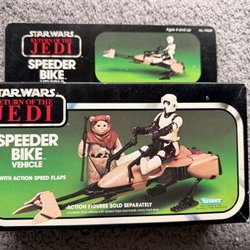 STAR WARS
RETURN OF THE
JEDI
SPEEDER
BIKE
Ages 4 and up
STAR WARS
RETURN OF THE
JEDI
SPEEDER
BIKE
VEHICLE
WITH ACTION SPEED FLAPS
ACTION FIGURES SOLD SEPARATELY
Kenner